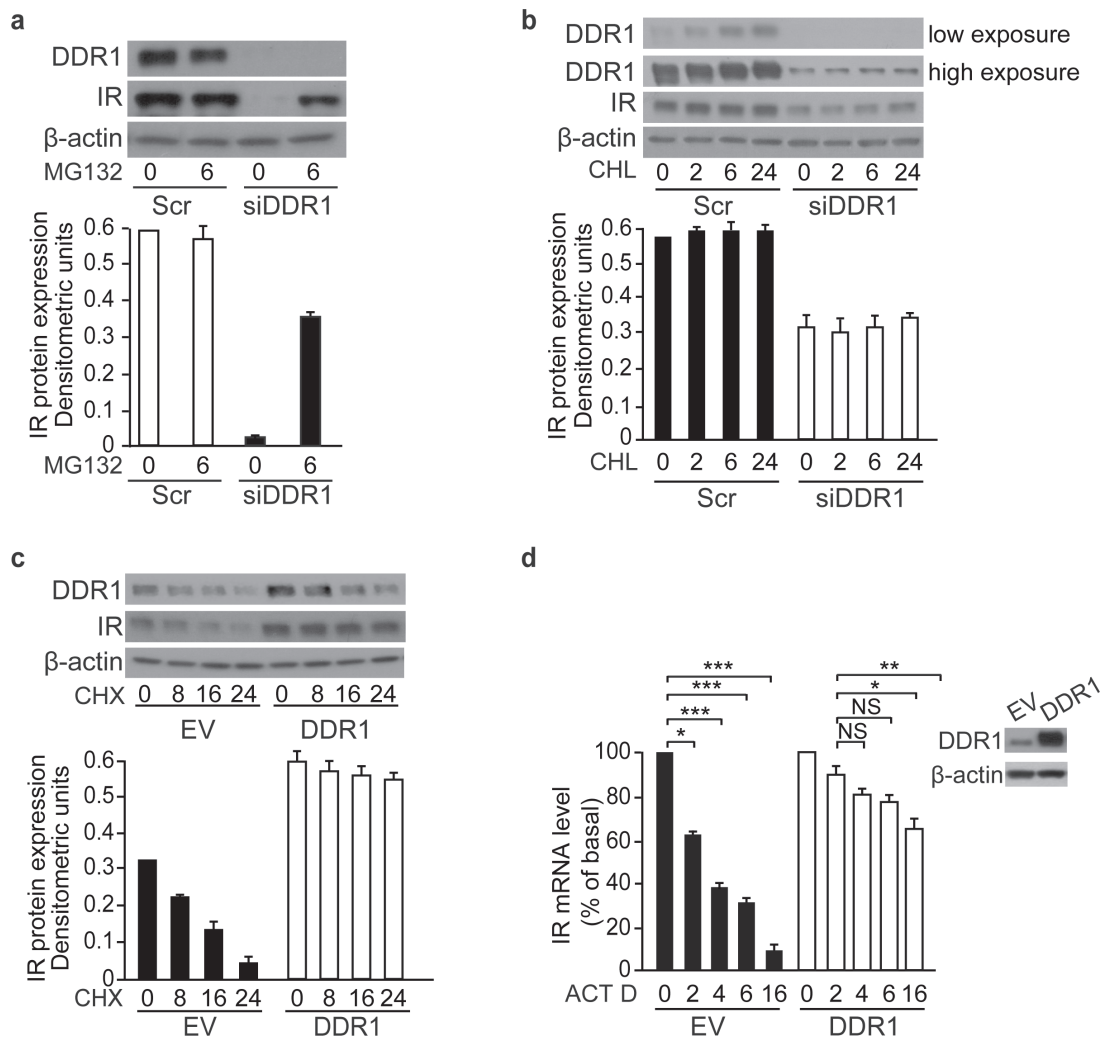 a
DDR1
IR
β-actin
MG132 0 6 0 6
Scr siDDR1
IR protein expression
Densitometric units
0.6
0.5
0.4
0.3
0.2
0.1
0
MG132 0 6 0 6
Scr siDDR1
b
DDR1 low exposure
DDR1 high exposure
IR
β-actin
CHL 0 2 6 24 0 2 6 24
Scr siDDR1
IR protein expression
Densitometric units
0.6
0.5
0.4
0.3
0.2
0.1
0
CHL 0 2 6 24 0 2 6 24
Scr siDDR1
c
DDR1
IR
β-actin
CHX 0 8 16 24 0 8 16 24
EV DDR1
IR protein expression
Densitometric units
0.6
0.5
0.4
0.3
0.2
0.1
0
CHX 0 8 16 24 0 8 16 24
EV DDR1
d
*** **
*** *
*** NS
* NS
EV DDR1
DDR1
β-actin
IR mRNA level
(% of basal)
100
80
60
40
20
0
ACT D 0 2 4 6 16 0 2 4 6 16
EV DDR1